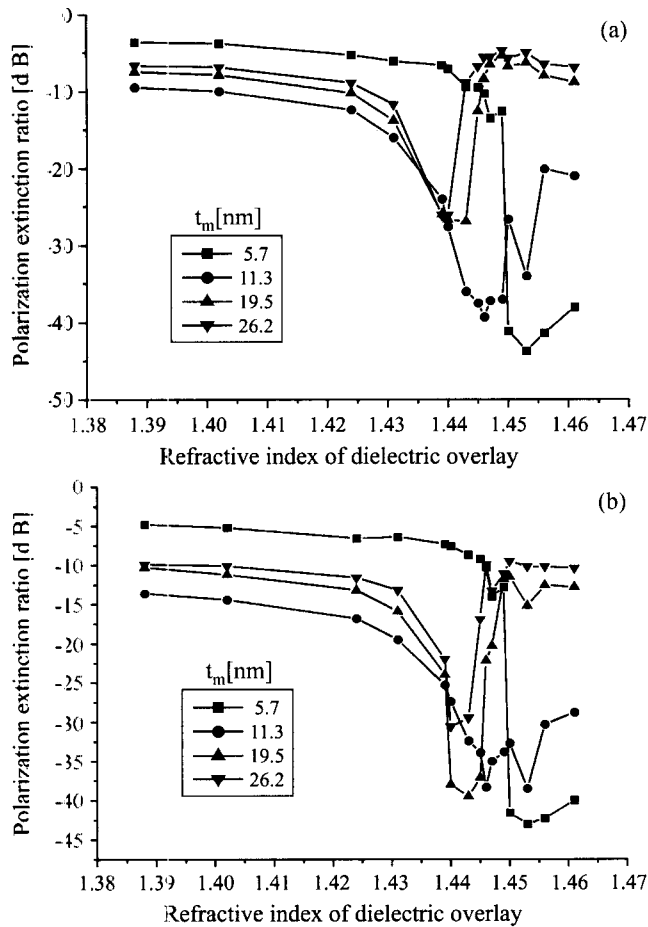 (a)
Polarization extinction ratio [d B]
-0
-10
-20
-30
-40
-50
t_m[nm]
5.7
11.3
19.5
26.2
1.38 1.39 1.40 1.41 1.42 1.43 1.44 1.45 1.46 1.47
Refractive index of dielectric overlay
(b)
Polarization extinction ratio [d B]
0
-5
-10
-15
-20
-25
-30
-35
-40
-45
t_m[nm]
5.7
11.3
19.5
26.2
1.38 1.39 1.40 1.41 1.42 1.43 1.44 1.45 1.46 1.47
Refractive index of dielectric overlay